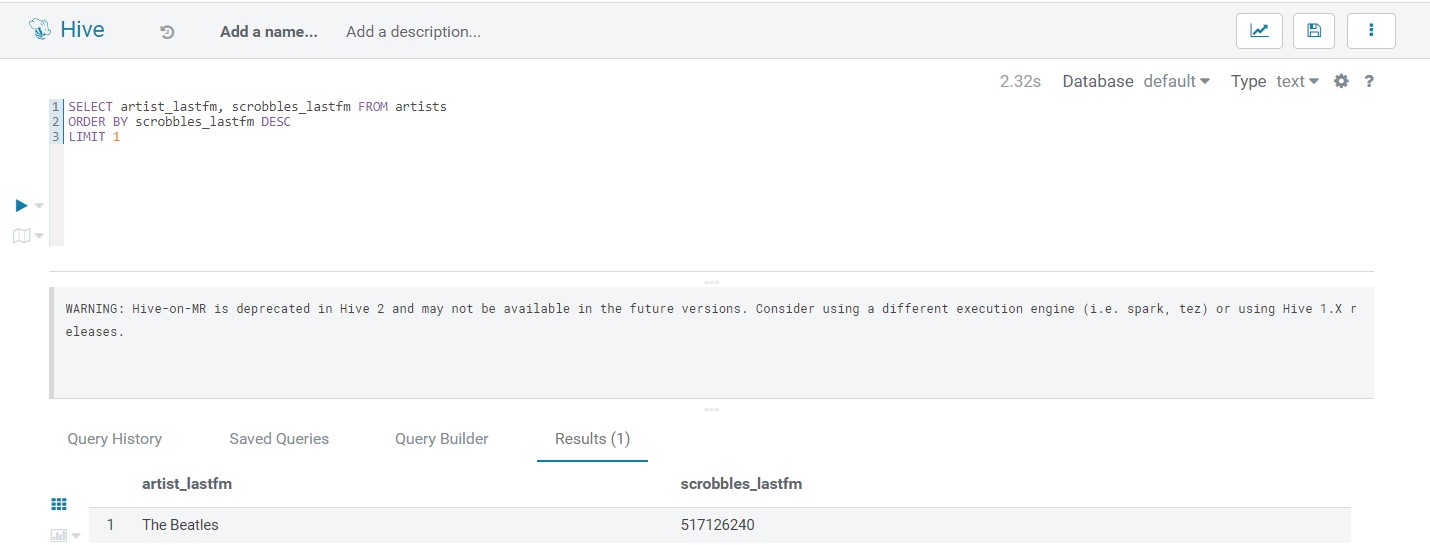 Hive Add a name... Add a description...
2.32s Database default Type text ?
1 SELECT artist_lastfm, scrobbles_lastfm FROM artists
2 ORDER BY scrobbles_lastfm DESC
3 LIMIT 1
WARNING: Hive-on-MR is deprecated in Hive 2 and may not be available in the future versions. Consider using a different execution engine (i.e. spark, tez) or using Hive 1.X r
eleases.
Query History Saved Queries Query Builder Results (1)
artist_lastfm scrobbles_lastfm
1 The Beatles 517126240